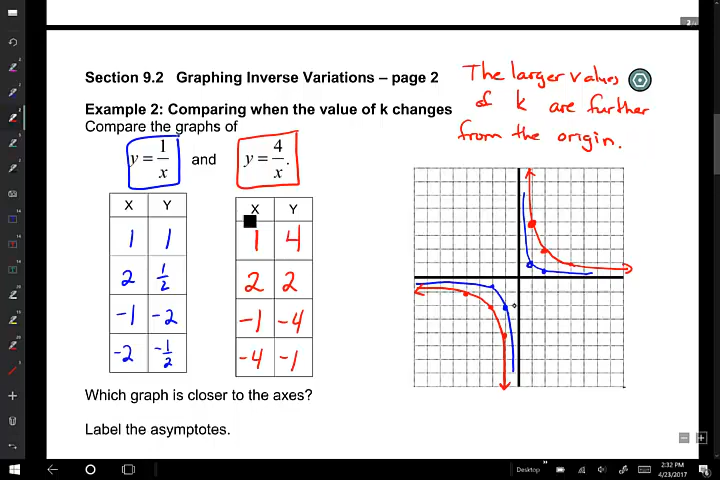 Section 9.2 Graphing Inverse Variations – page 2
The larger values
of k are further
from the origin.
Example 2: Comparing when the value of k changes
Compare the graphs of
y = 1/x and y = 4/x.
X Y
1 1
2 1/2
-1 -2
-2 -1/2
X Y
1 4
2 2
-1 -4
-4 -1
Which graph is closer to the axes?
Label the asymptotes.
Desktop
2:32 PM
4/23/2017